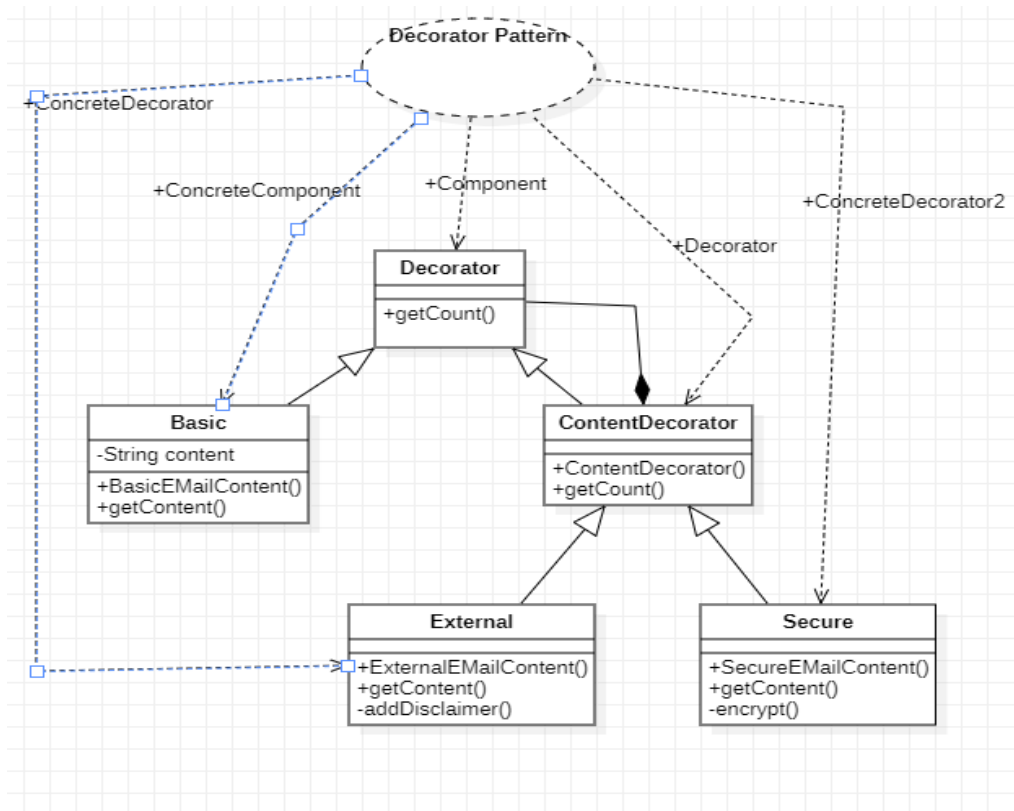 Decorator Pattern
+ConcreteDecorator
+ConcreteComponent
+Component
+ConcreteDecorator2
+Decorator
Decorator
+getCount()
Basic
-String content
+BasicEMailContent()
+getContent()
ContentDecorator
+ContentDecorator()
+getCount()
External
+ExternalEMailContent()
+getContent()
-addDisclaimer()
Secure
+SecureEMailContent()
+getContent()
-encrypt()